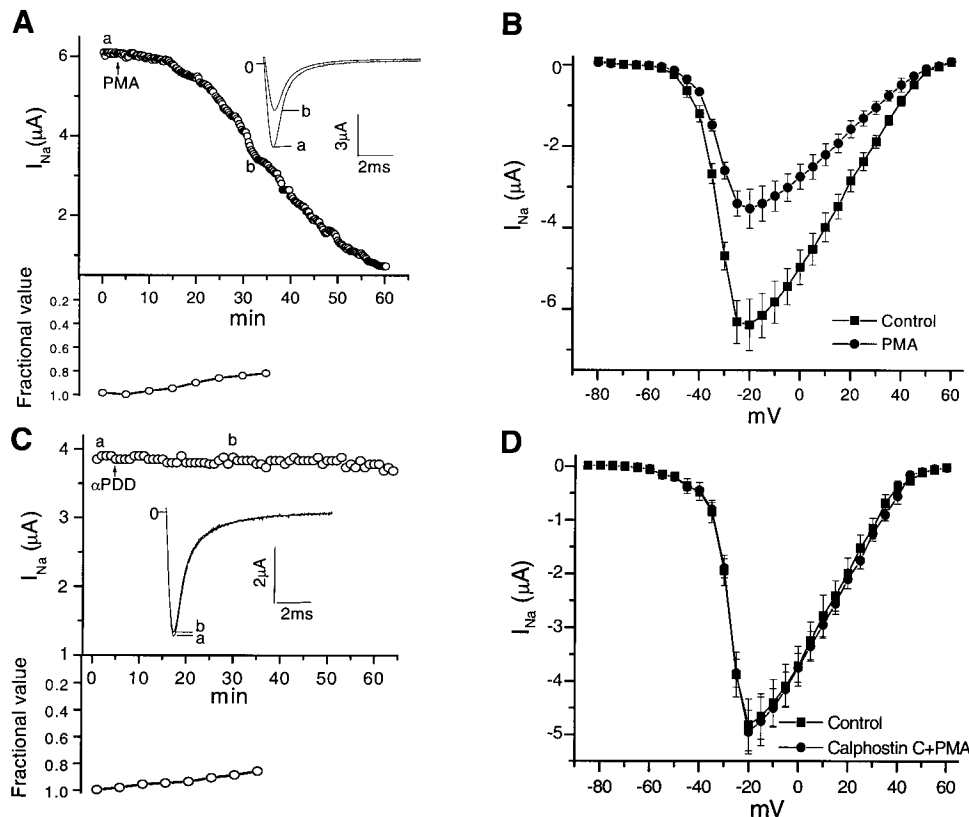 A
a
PMA
b
0
b
a
3µA
2ms
I_Na(µA)
6
4
2
0 10 20 30 40 50 60
min
Fractional value
0.2
0.4
0.6
0.8
1.0
B
0
-2
-4
-6
I_Na (µA)
Control
PMA
-80 -60 -40 -20 0 20 40 60
mV
C
a
b
αPDD
0
b
a
2µA
2ms
I_Na (µA)
4
3
2
1
0 10 20 30 40 50 60
min
Fractional value
0.2
0.4
0.6
0.8
1.0
D
0
-1
-2
-3
-4
-5
I_Na (µA)
Control
Calphostin C+PMA
-80 -60 -40 -20 0 20 40 60
mV